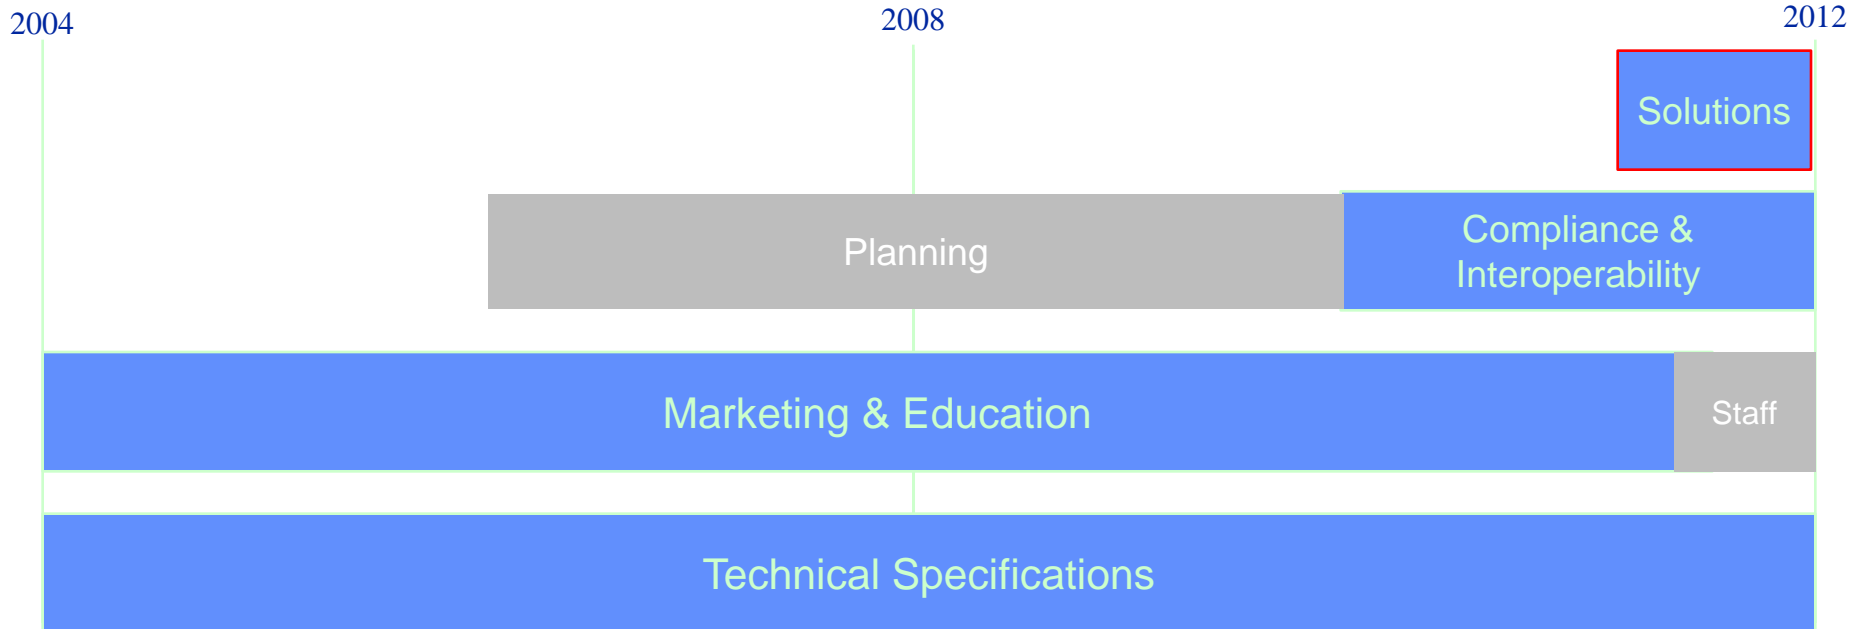 2004
2008
2012
Solutions
Planning
Compliance &
Interoperability
Marketing & Education
Staff
Technical Specifications